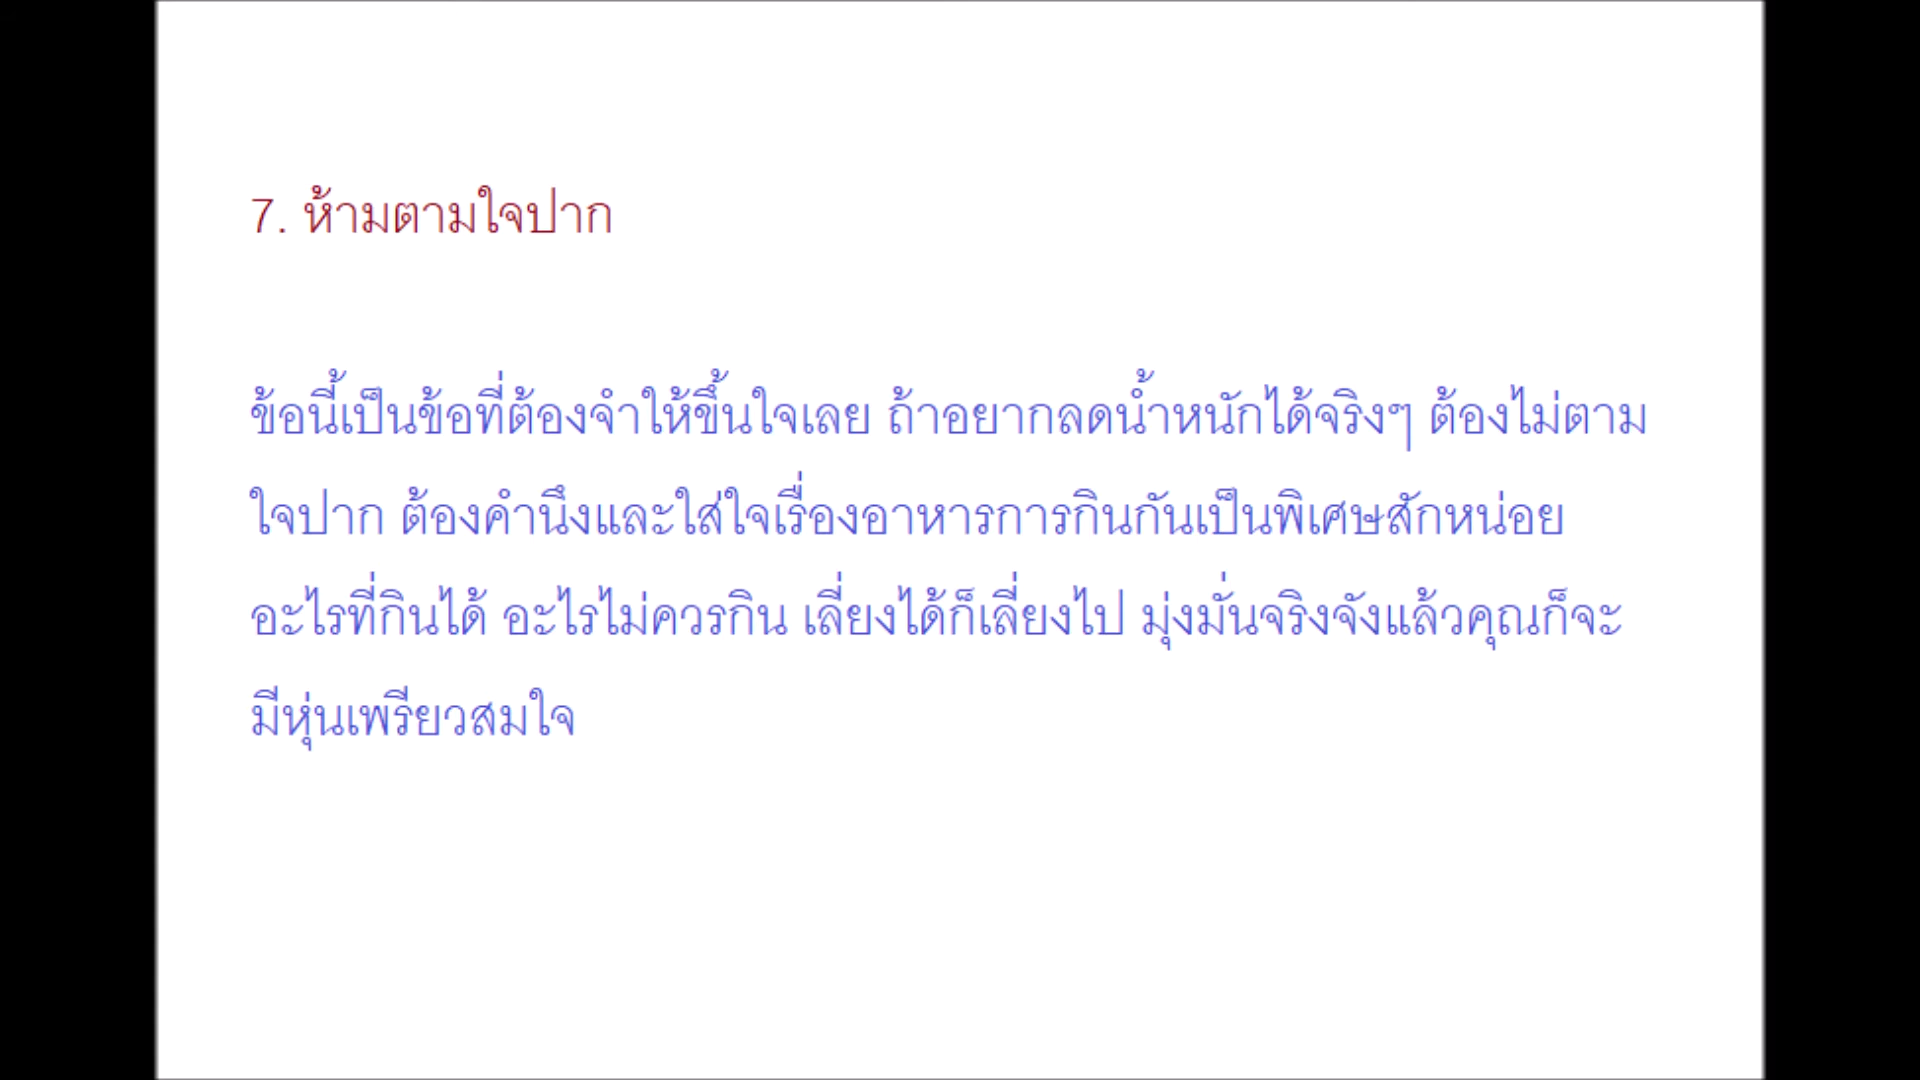 7. ห้ามตามใจปาก
ข้อนี้เป็นข้อที่ต้องจำให้ขึ้นใจเลย ถ้าอยากลดน้ำหนักได้จริงๆ ต้องไม่ตาม
ใจปาก ต้องคำนึงและใส่ใจเรื่องอาหารการกินกันเป็นพิเศษสักหน่อย
อะไรที่กินได้ อะไรไม่ควรกิน เลี่ยงได้ก็เลี่ยงไป มุ่งมั่นจริงจังแล้วคุณก็จะ
มีหุ่นเพรียวสมใจ